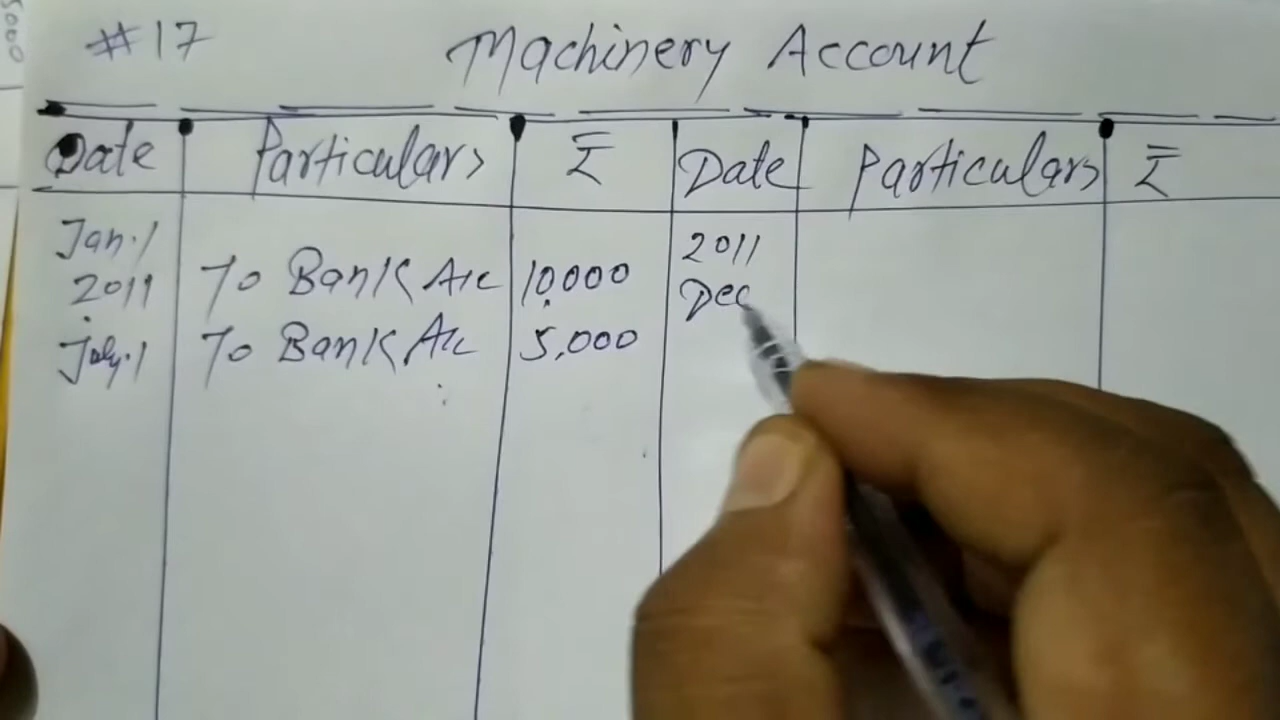 5000
#17 Machinery Account
Date Particulars ₹ Date Particulars ₹
Jan.1
2011 To Bank A/c 10,000
July.1 To Bank A/c 5,000
2011
Dec